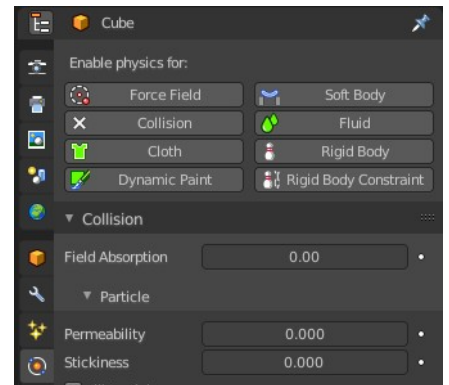 Cube
Enable physics for:
Force Field Soft Body
Collision Fluid
Cloth Rigid Body
Dynamic Paint Rigid Body Constraint
Collision
Field Absorption 0.00
Particle
Permeability 0.000
Stickiness 0.000